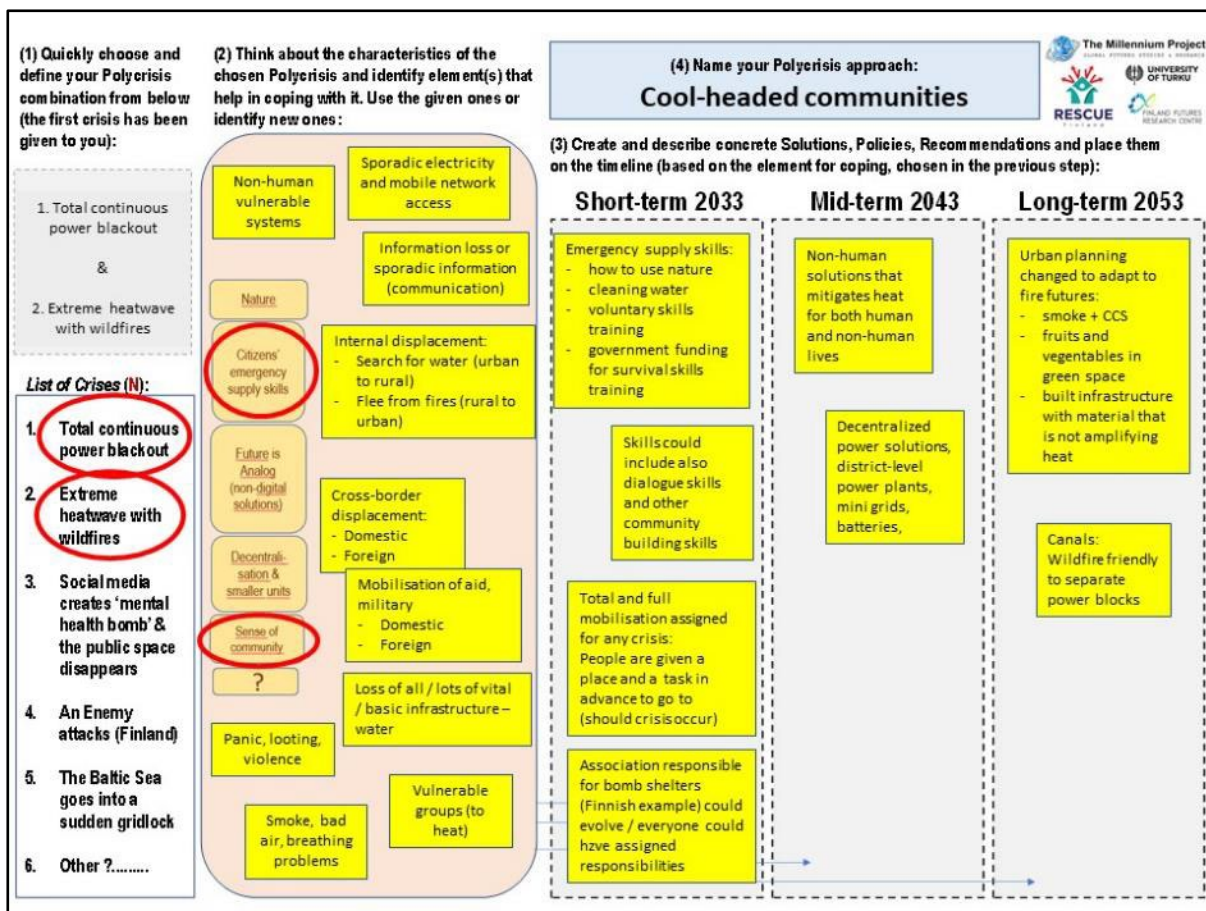 (1) Quickly choose and
define your Polycrisis
combination from below
(the first crisis has been
given to you):
1. Total continuous
power blackout
&
2. Extreme heatwave
with wildfires
List of Crises (N):
1. Total continuous
power blackout
2. Extreme
heatwave with
wildfires
3. Social media
creates ‘mental
health bomb’ &
the public space
disappears
4. An Enemy
attacks (Finland)
5. The Baltic Sea
goes into a
sudden gridlock
6. Other ?.........
(2) Think about the characteristics of the
chosen Polycrisis and identify element(s) that
help in coping with it. Use the given ones or
identify new ones :
Non-human
vulnerable
systems
Sporadic electricity
and mobile network
access
Information loss or
sporadic information
(communication)
Nature
Citizens’
emergency
supply skills
Internal displacement:
- Search for water (urban
to rural)
- Flee from fires (rural to
urban)
Future is
Analog
(non-digital
solutions)
Cross-border
displacement:
- Domestic
- Foreign
Decentrali-
sation &
smaller units
Mobilisation of aid,
military
- Domestic
- Foreign
Sense of
community
?
Loss of all / lots of vital
/ basic infrastructure –
water
Panic, looting,
violence
Vulnerable
groups (to
heat)
Smoke, bad
air, breathing
problems
(4) Name your Polycrisis approach:
Cool-headed communities
The Millennium Project
GLOBAL FUTURES STUDIES & RESEARCH
RESCUE
Finland
UNIVERSITY
OF TURKU
FINLAND FUTURES
RESEARCH CENTRE
(3) Create and describe concrete Solutions, Policies, Recommendations and place them
on the timeline (based on the element for coping, chosen in the previous step):
Short-term 2033
Emergency supply skills:
- how to use nature
- cleaning water
- voluntary skills
training
- government funding
for survival skills
training
Skills could
include also
dialogue skills
and other
community
building skills
Total and full
mobilisation assigned
for any crisis:
People are given a
place and a task in
advance to go to
(should crisis occur)
Association responsible
for bomb shelters
(Finnish example) could
evolve / everyone could
hzve assigned
responsibilities
Mid-term 2043
Non-human
solutions that
mitigates heat
for both human
and non-human
lives
Decentralized
power solutions,
district-level
power plants,
mini grids,
batteries,
Long-term 2053
Urban planning
changed to adapt to
fire futures:
- smoke + CCS
- fruits and
vegetables in
green space
- built infrastructure
with material that
is not amplifying
heat
Canals:
Wildfire friendly
to separate
power blocks